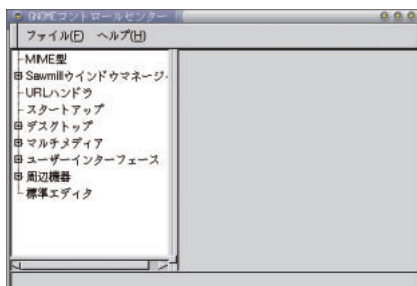 GNOMEコントロールセンター
ファイル(F) ヘルプ(H)
MIME型
Sawmillウインドウマネージ
URLハンドラ
スタートアップ
デスクトップ
マルチメディア
ユーザーインターフェース
周辺機器
標準エディタ